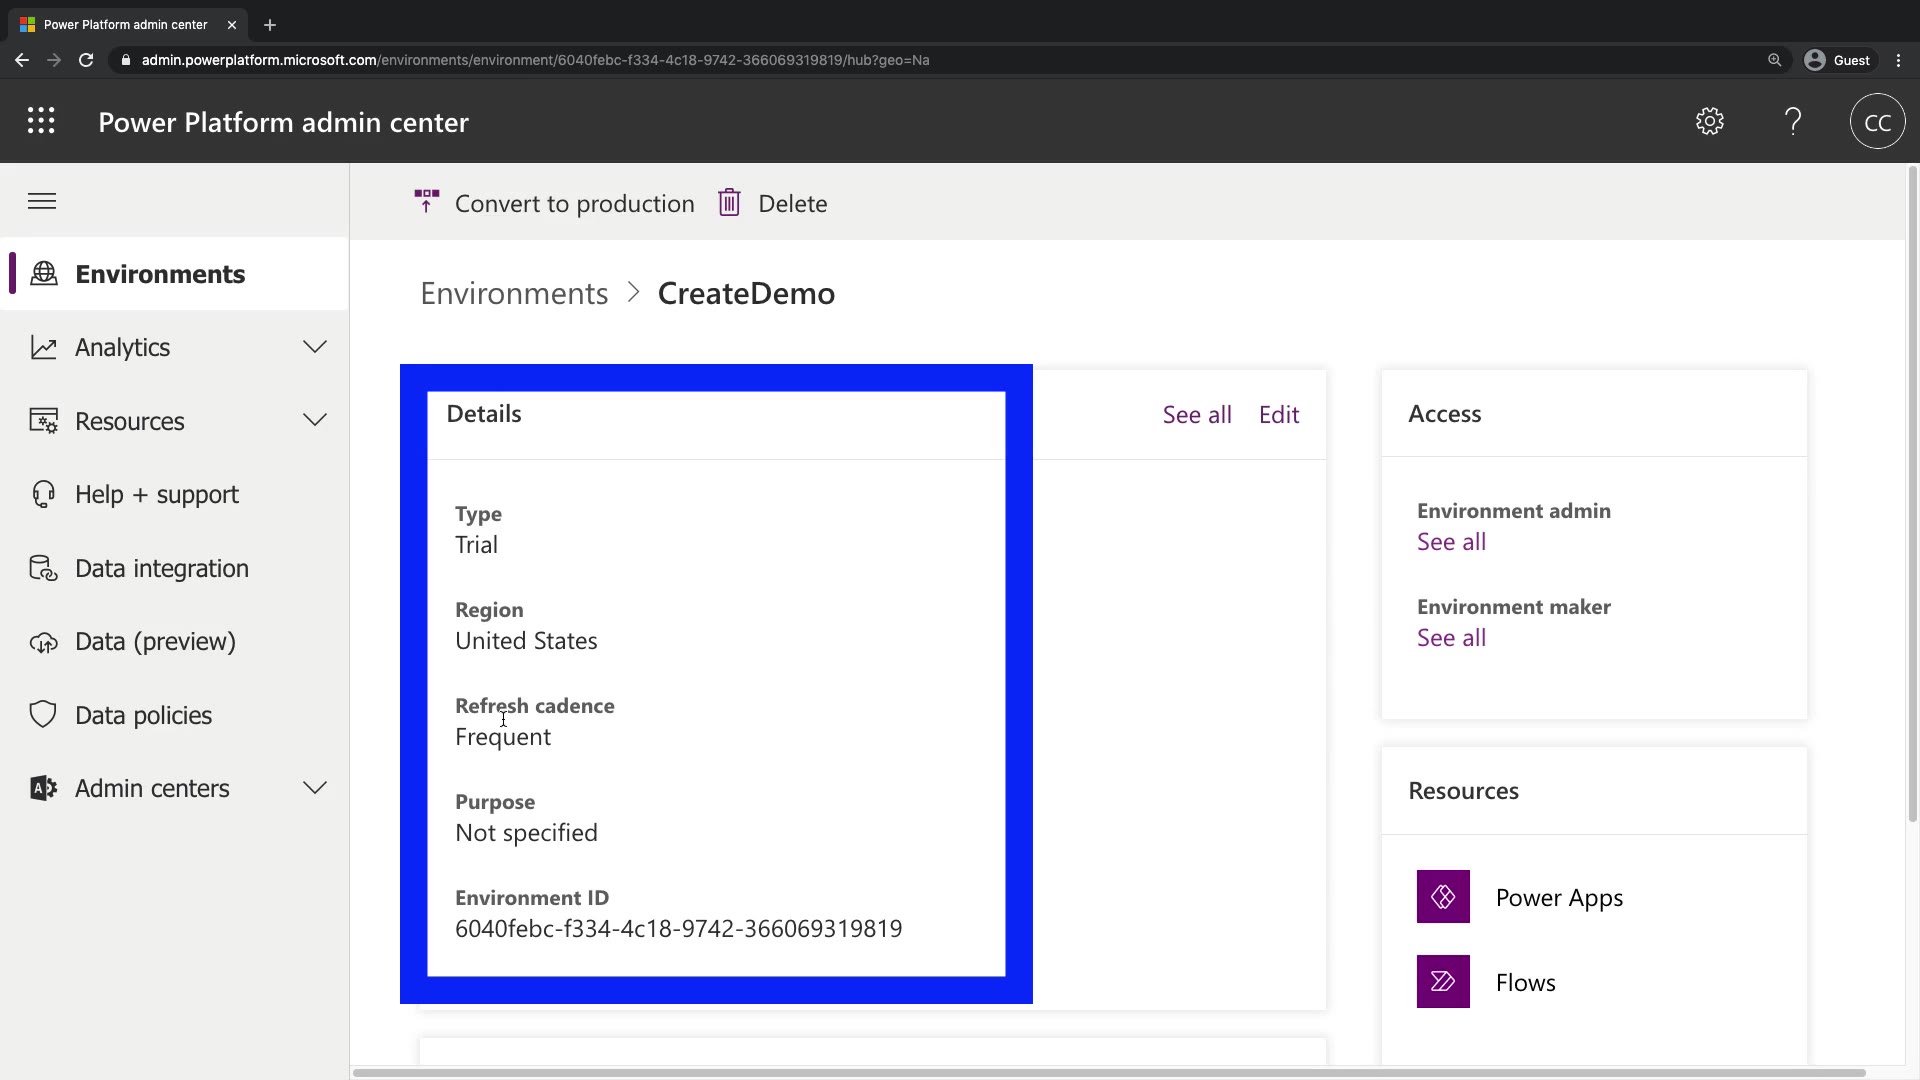 Power Platform admin center
admin.powerplatform.microsoft.com/environments/environment/6040febc-f334-4c18-9742-366069319819/hub?geo=Na
Guest
Power Platform admin center
CC
Convert to production
Delete
Environments
Analytics
Resources
Help + support
Data integration
Data (preview)
Data policies
Admin centers
Environments > CreateDemo
Details
See all
Edit
Type
Trial
Region
United States
Refresh cadence
Frequent
Purpose
Not specified
Environment ID
6040febc-f334-4c18-9742-366069319819
Access
Environment admin
See all
Environment maker
See all
Resources
Power Apps
Flows